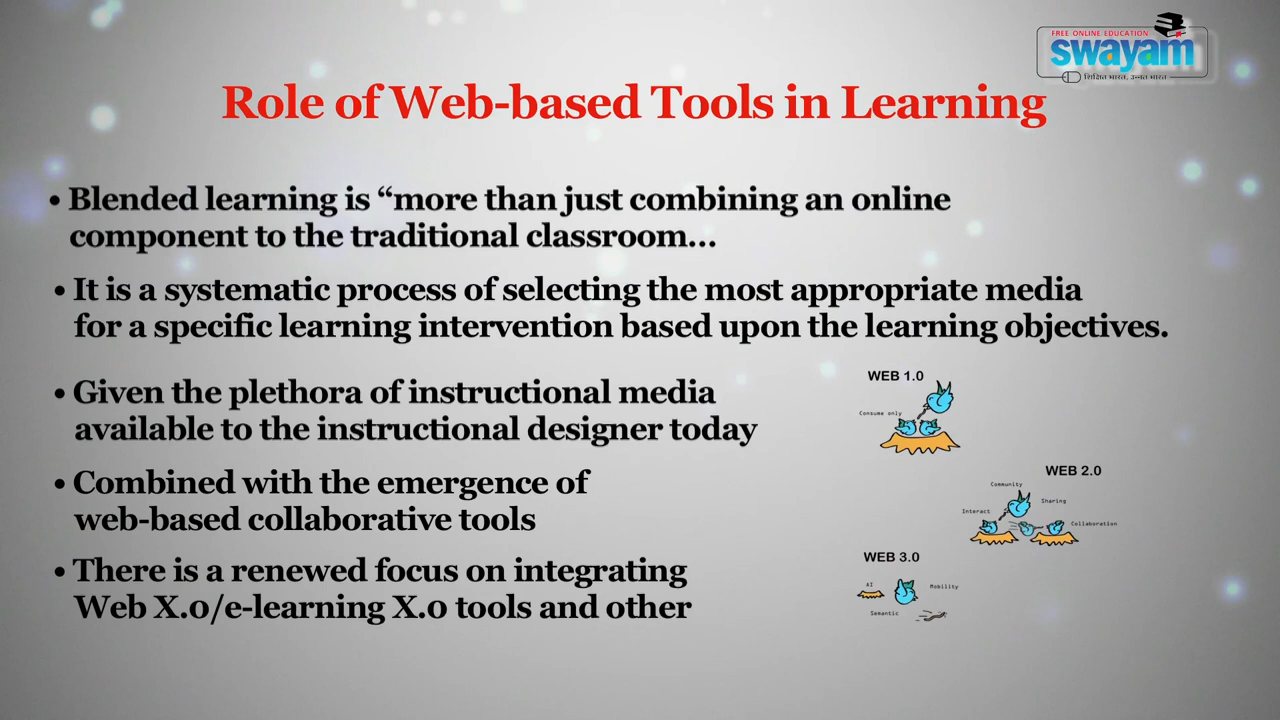 FREE ONLINE EDUCATION
swayam
शिक्षित भारत, उन्नत भारत
Role of Web-based Tools in Learning
• Blended learning is “more than just combining an online
component to the traditional classroom...
• It is a systematic process of selecting the most appropriate media
for a specific learning intervention based upon the learning objectives.
• Given the plethora of instructional media
available to the instructional designer today
• Combined with the emergence of
web-based collaborative tools
• There is a renewed focus on integrating
Web X.0/e-learning X.0 tools and other
WEB 1.0
Consume only
WEB 2.0
Community
Sharing
Interact
Collaboration
WEB 3.0
AI
Mobility
Semantic